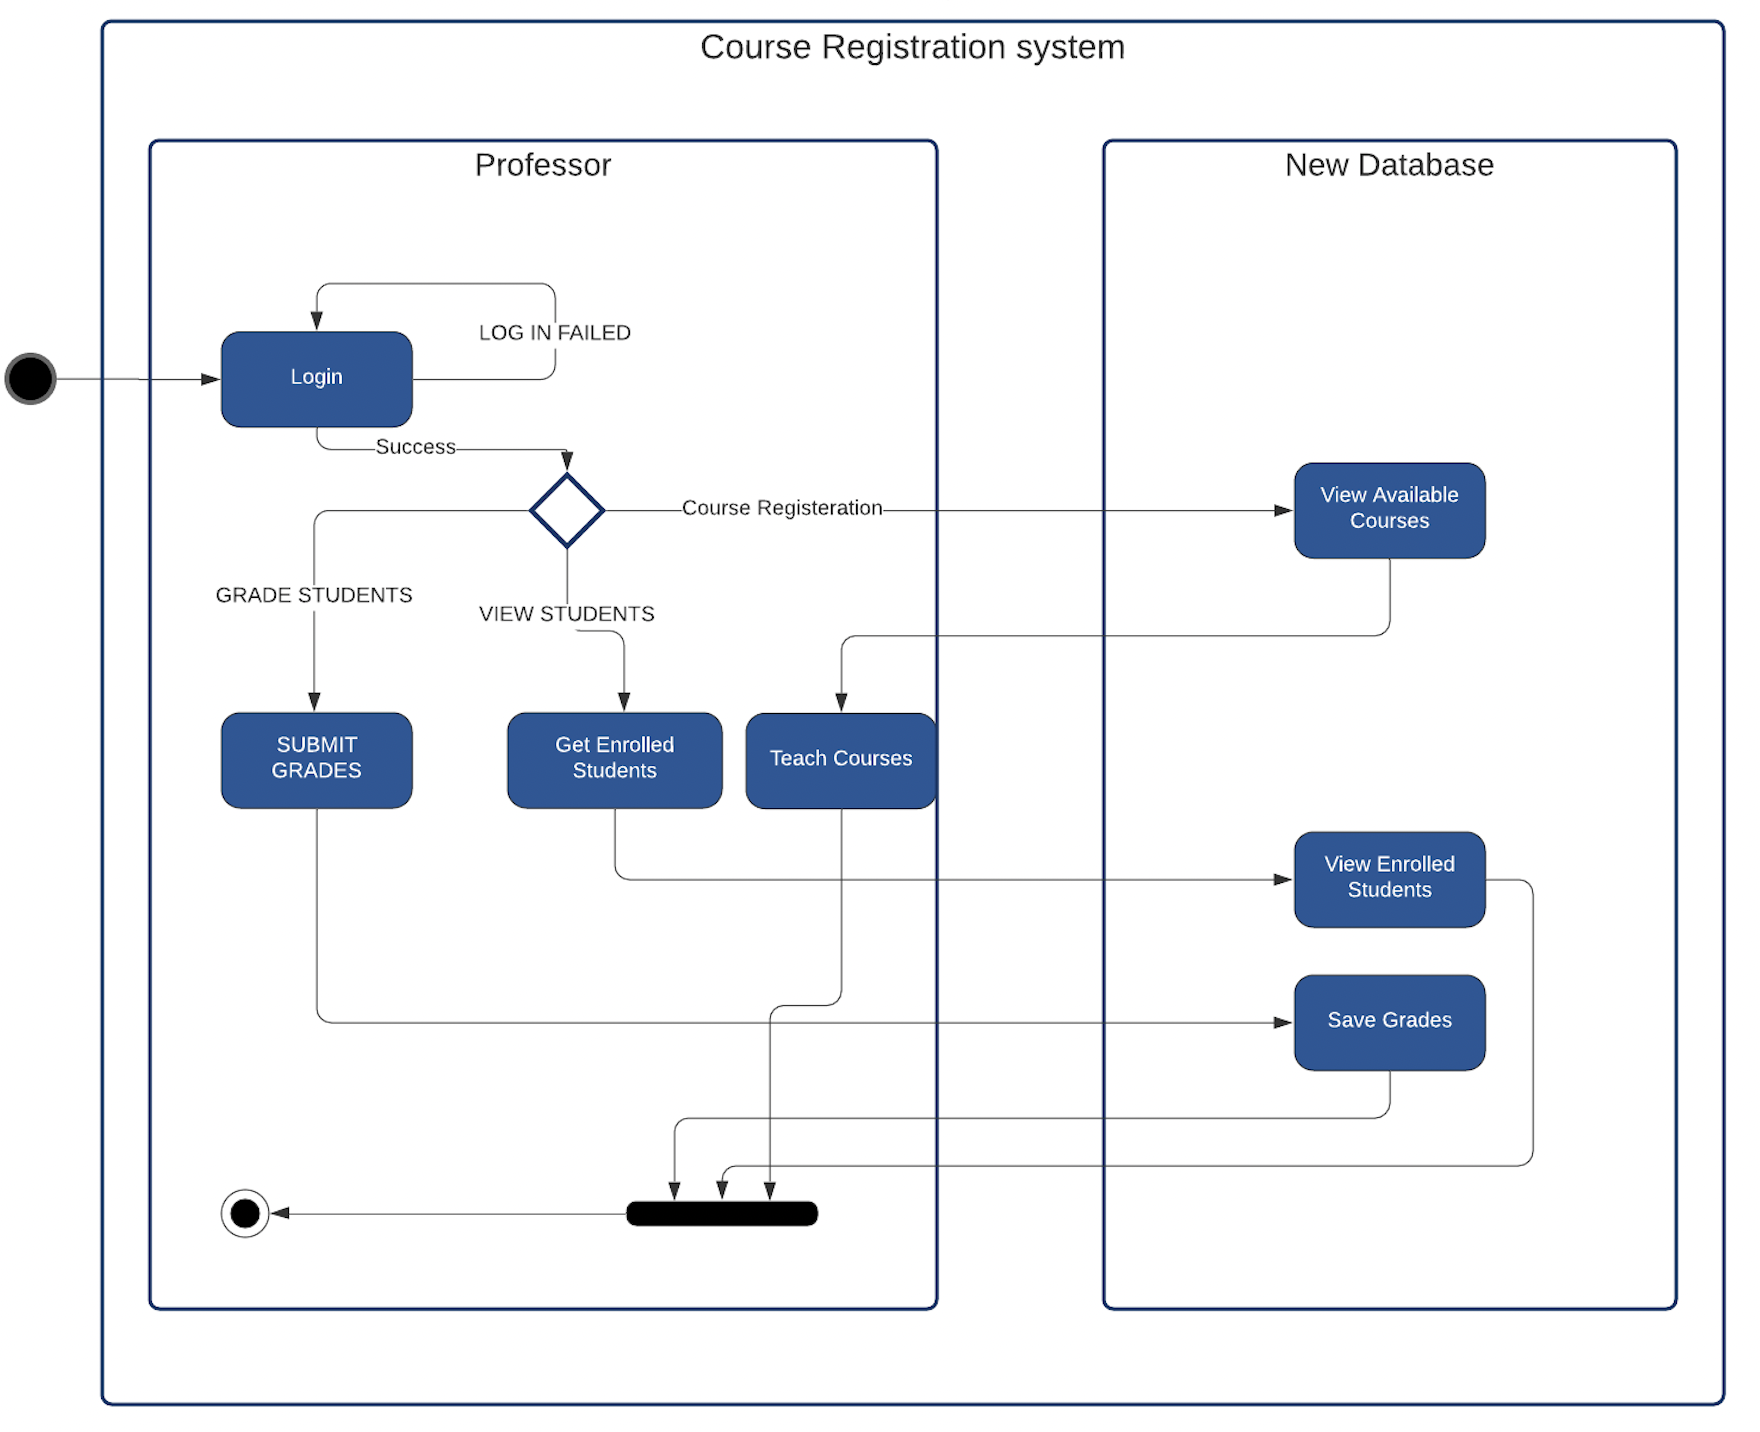 Course Registration system
Professor
New Database
LOG IN FAILED
Login
Success
Course Registeration
View Available
Courses
GRADE STUDENTS
VIEW STUDENTS
SUBMIT
GRADES
Get Enrolled
Students
Teach Courses
View Enrolled
Students
Save Grades